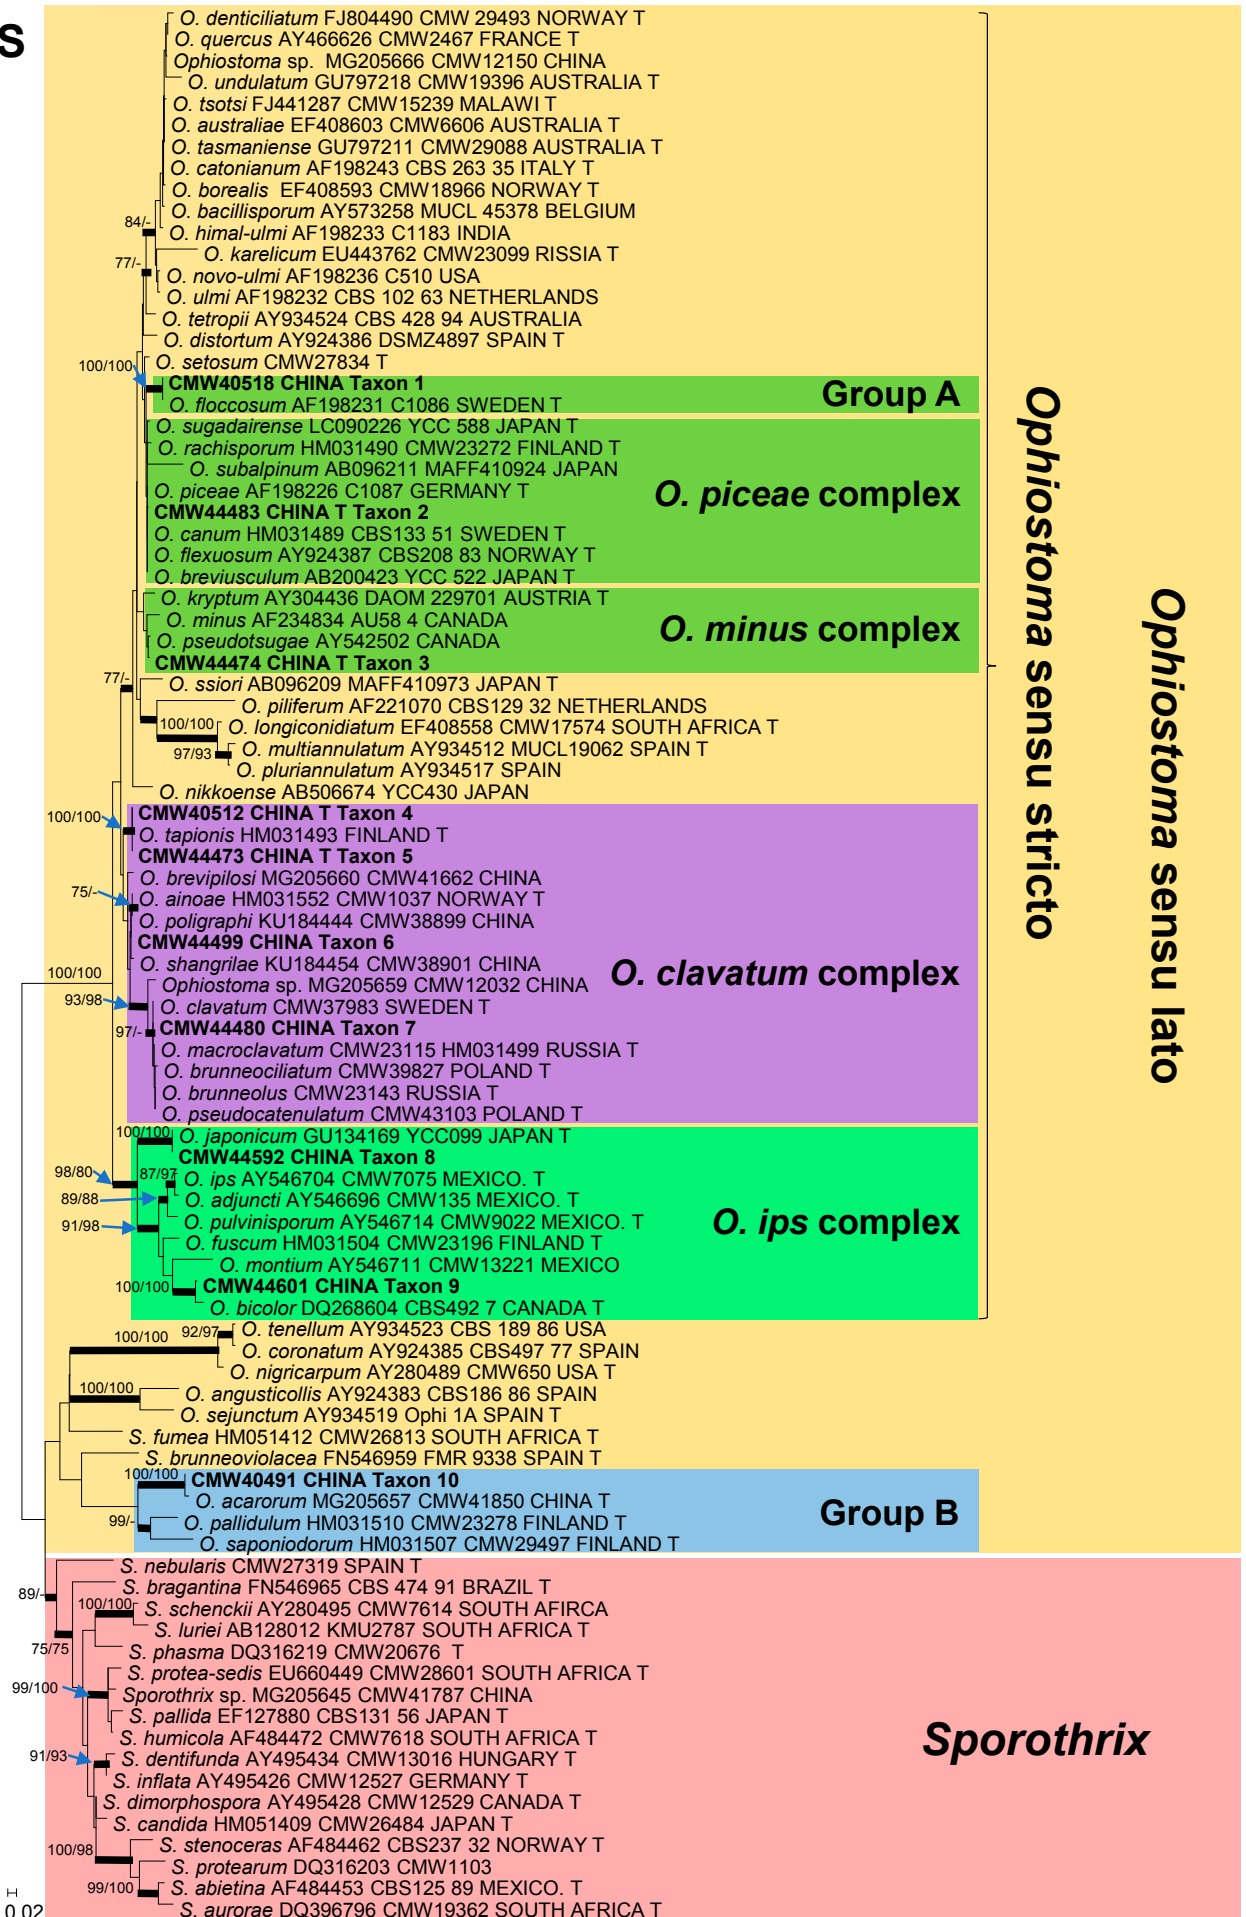 S
O. denticiliatum FJ804490 CMW 29493 NORWAY T
O. quercus AY466626 CMW2467 FRANCE T
Ophiostoma sp. MG205666 CMW12150 CHINA
O. undulatum GU797218 CMW19396 AUSTRALIA T
O. tsotsi FJ441287 CMW15239 MALAWI T
O. australiae EF408603 CMW6606 AUSTRALIA T
O. tasmaniense GU797211 CMW29088 AUSTRALIA T
O. catonianum AF198243 CBS 263 35 ITALY T
O. borealis EF408593 CMW18966 NORWAY T
O. bacillisporum AY573258 MUCL 45378 BELGIUM
84/-
O. himal-ulmi AF198233 C1183 INDIA
O. karelicum EU443762 CMW23099 RISSIA T
77/-
O. novo-ulmi AF198236 C510 USA
O. ulmi AF198232 CBS 102 63 NETHERLANDS
O. tetropii AY934524 CBS 428 94 AUSTRALIA
O. distortum AY924386 DSMZ4897 SPAIN T
O. setosum CMW27834 T
100/100
CMW40518 CHINA Taxon 1
Group A
O. floccosum AF198231 C1086 SWEDEN T
O. sugadairense LC090226 YCC 588 JAPAN T
O. rachisporum HM031490 CMW23272 FINLAND T
O. subalpinum AB096211 MAFF410924 JAPAN
O. piceae AF198226 C1087 GERMANY T
O. piceae complex
CMW44483 CHINA T Taxon 2
O. canum HM031489 CBS133 51 SWEDEN T
O. flexuosum AY924387 CBS208 83 NORWAY T
O. breviusculum AB200423 YCC 522 JAPAN T
O. kryptum AY304436 DAOM 229701 AUSTRIA T
O. minus AF234834 AU58 4 CANADA
O. minus complex
O. pseudotsugae AY542502 CANADA
CMW44474 CHINA T Taxon 3
77/-
O. ssiori AB096209 MAFF410973 JAPAN T
O. piliferum AF221070 CBS129 32 NETHERLANDS
100/100
O. longiconidiatum EF408558 CMW17574 SOUTH AFRICA T
97/93
O. multiannulatum AY934512 MUCL19062 SPAIN T
O. pluriannulatum AY934517 SPAIN
O. nikkoense AB506674 YCC430 JAPAN
100/100
CMW40512 CHINA T Taxon 4
O. tapionis HM031493 FINLAND T
CMW44473 CHINA T Taxon 5
O. brevipilosi MG205660 CMW41662 CHINA
75/-
O. ainoae HM031552 CMW1037 NORWAY T
O. poligraphi KU184444 CMW38899 CHINA
CMW44499 CHINA Taxon 6
O. shangrilae KU184454 CMW38901 CHINA
O. clavatum complex
100/100
Ophiostoma sp. MG205659 CMW12032 CHINA
93/98
O. clavatum CMW37983 SWEDEN T
97/-
CMW44480 CHINA Taxon 7
O. macroclavatum CMW23115 HM031499 RUSSIA T
O. brunneociliatum CMW39827 POLAND T
O. brunneolus CMW23143 RUSSIA T
O. pseudocatenulatum CMW43103 POLAND T
100/100
O. japonicum GU134169 YCC099 JAPAN T
CMW44592 CHINA Taxon 8
98/80
87/97
O. ips AY546704 CMW7075 MEXICO. T
89/88
O. adjuncti AY546696 CMW135 MEXICO. T
91/98
O. pulvinisporum AY546714 CMW9022 MEXICO. T
O. ips complex
O. fuscum HM031504 CMW23196 FINLAND T
O. montium AY546711 CMW13221 MEXICO
100/100
CMW44601 CHINA Taxon 9
O. bicolor DQ268604 CBS492 7 CANADA T
Ophiostoma sensu stricto
Ophiostoma sensu lato
100/100
92/97
O. tenellum AY934523 CBS 189 86 USA
O. coronatum AY924385 CBS497 77 SPAIN
O. nigricarpum AY280489 CMW650 USA T
100/100
O. angusticollis AY924383 CBS186 86 SPAIN
O. sejunctum AY934519 Ophi 1A SPAIN T
S. fumea HM051412 CMW26813 SOUTH AFRICA T
S. brunneoviolacea FN546959 FMR 9338 SPAIN T
100/100
CMW40491 CHINA Taxon 10
O. acarorum MG205657 CMW41850 CHINA T
Group B
99/-
O. pallidulum HM031510 CMW23278 FINLAND T
O. saponiodorum HM031507 CMW29497 FINLAND T
S. nebularis CMW27319 SPAIN T
89/-
S. bragantina FN546965 CBS 474 91 BRAZIL T
100/100
S. schenckii AY280495 CMW7614 SOUTH AFIRCA
S. luriei AB128012 KMU2787 SOUTH AFRICA T
75/75
S. phasma DQ316219 CMW20676 T
S. protea-sedis EU660449 CMW28601 SOUTH AFRICA T
99/100
Sporothrix sp. MG205645 CMW41787 CHINA
S. pallida EF127880 CBS131 56 JAPAN T
S. humicola AF484472 CMW7618 SOUTH AFRICA T
Sporothrix
91/93
S. dentifunda AY495434 CMW13016 HUNGARY T
S. inflata AY495426 CMW12527 GERMANY T
S. dimorphospora AY495428 CMW12529 CANADA T
S. candida HM051409 CMW26484 JAPAN T
100/98
S. stenoceras AF484462 CBS237 32 NORWAY T
S. protearum DQ316203 CMW1103
99/100
S. abietina AF484453 CBS125 89 MEXICO. T
S. aurorae DQ396796 CMW19362 SOUTH AFRICA T
0.02